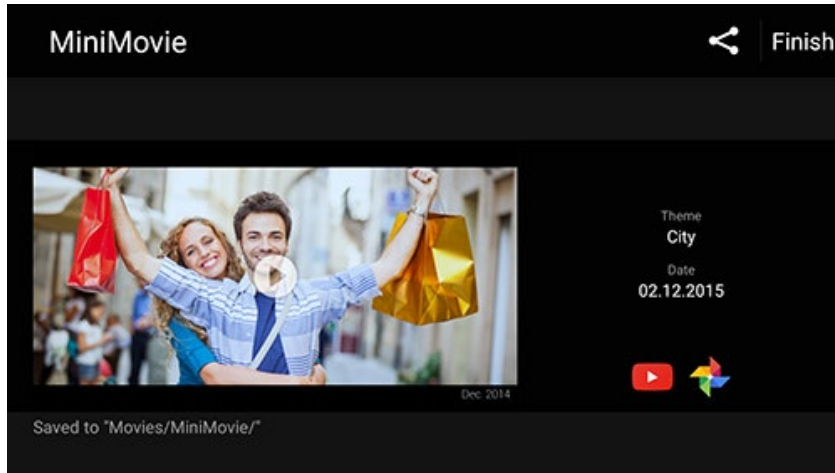 MiniMovie
Finish
Theme
City
Date
02.12.2015
Dec 2014
Saved to "Movies/MiniMovie/"